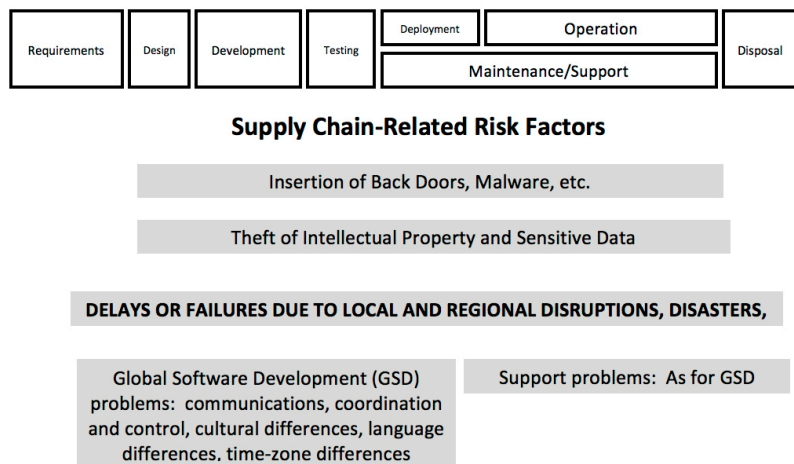 Requirements
Design
Development
Testing
Deployment
Operation
Maintenance/Support
Disposal
Supply Chain-Related Risk Factors
Insertion of Back Doors, Malware, etc.
Theft of Intellectual Property and Sensitive Data
DELAYS OR FAILURES DUE TO LOCAL AND REGIONAL DISRUPTIONS, DISASTERS,
Global Software Development (GSD)
problems:  communications, coordination
and control, cultural differences, language
differences, time-zone differences
Support problems:  As for GSD